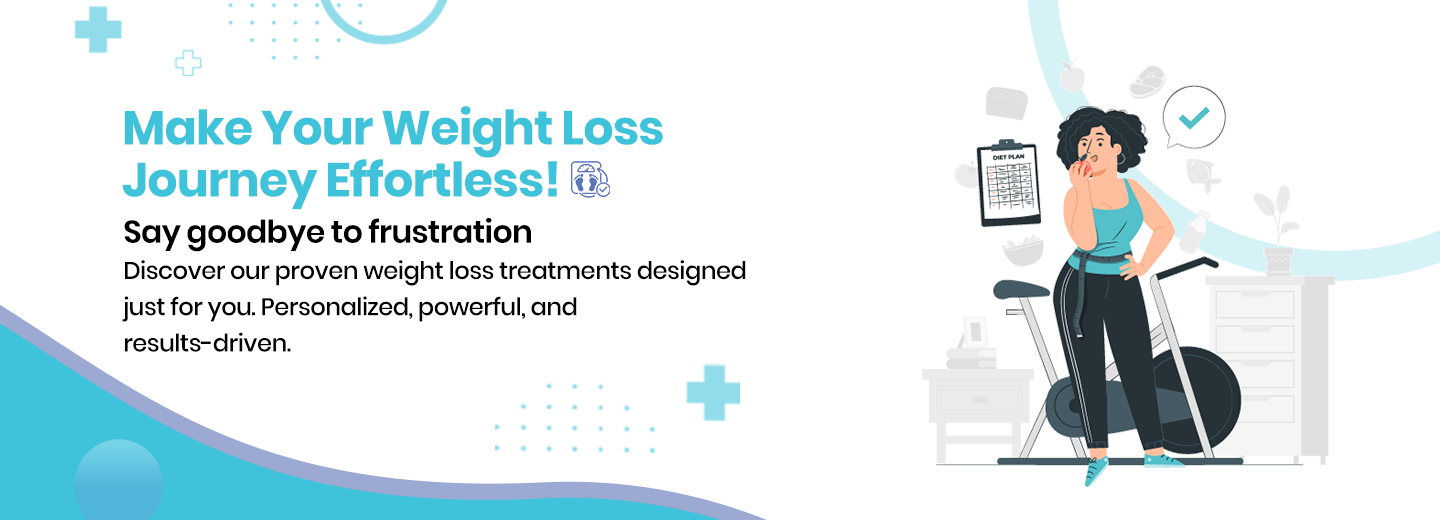 Make Your Weight Loss
Journey Effortless!
Say goodbye to frustration
Discover our proven weight loss treatments designed
just for you. Personalized, powerful, and
results-driven.
DIET PLAN